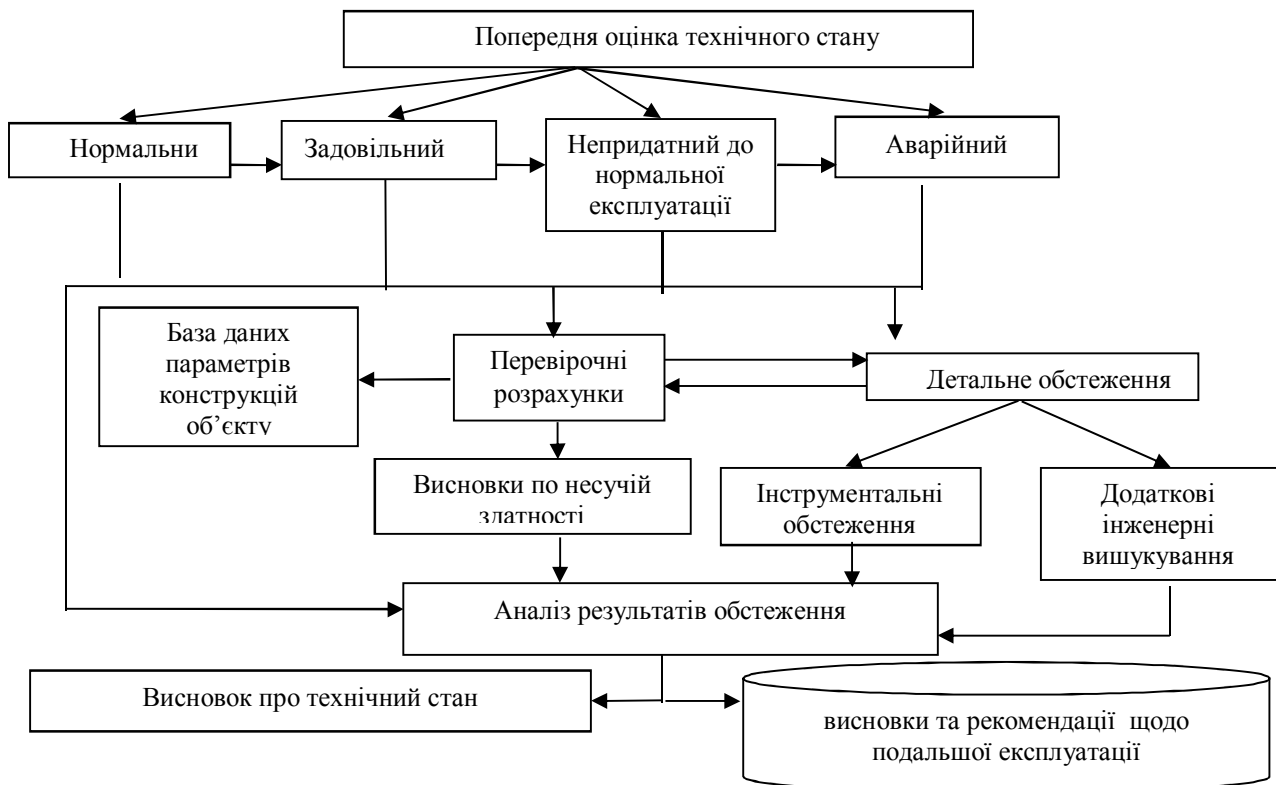 Попередня оцінка технічного стану
Нормальни
Задовільний
Непридатний до
нормальної
експлуатації
Аварійний
База даних
параметрів
конструкцій
об’єкту
Перевірочні
розрахунки
Детальне обстеження
Висновки по несучій
здатності
Інструментальні
обстеження
Додаткові
інженерні
вишукування
Аналіз результатів обстеження
Висновок про технічний стан
висновки та рекомендації щодо
подальшої експлуатації